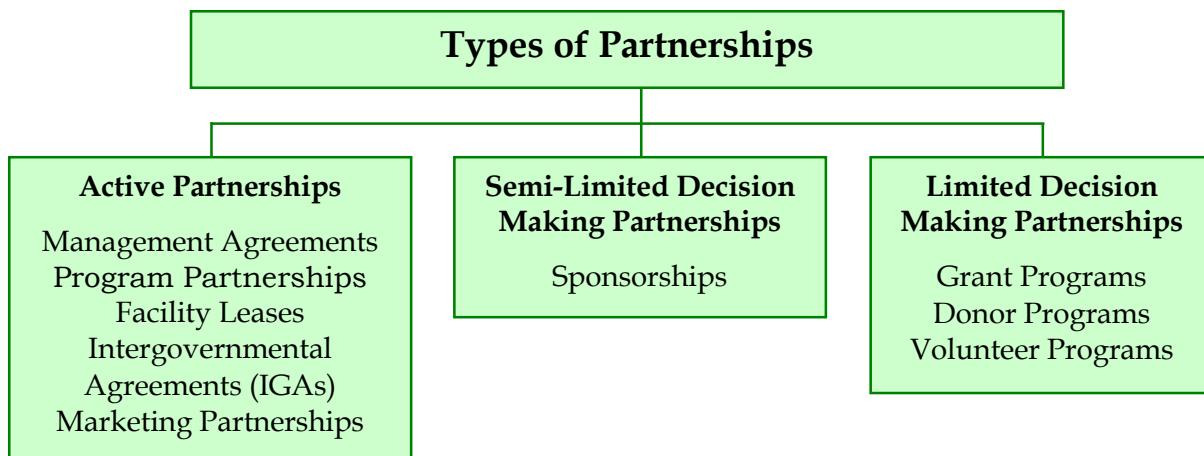 Types of Partnerships
Active Partnerships
Management Agreements
Program Partnerships
Facility Leases
Intergovernmental
Agreements (IGAs)
Marketing Partnerships
Semi-Limited Decision
Making Partnerships
Sponsorships
Limited Decision
Making Partnerships
Grant Programs
Donor Programs
Volunteer Programs